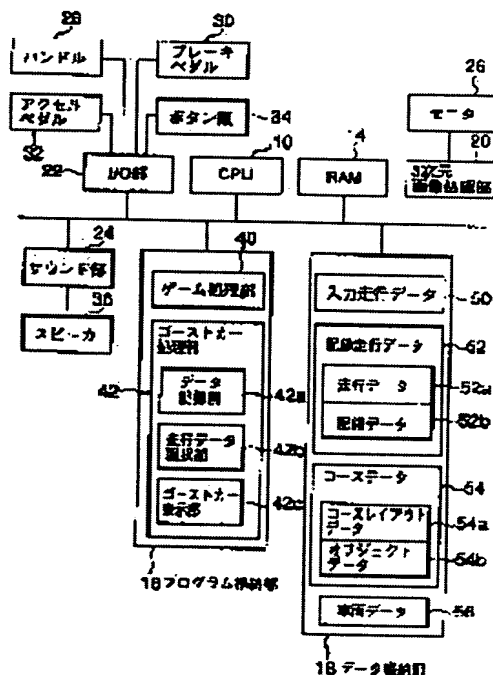 28
30
ハンドル
ブレーキ
ペダル
26
アクセル
ペダル
ボタン類
34
モータ
32
22
10
14
20
I/O部
CPU
RAM
3次元
画像処理部
24
サウンド部
40
ゲーム処理部
入力走行データ
50
36
スピーカ
ゴーストカー
処理部
記録走行データ
52
42
データ
記録部
42a
走行データ
52a
記録データ
52b
走行データ
選択部
42b
コースデータ
54
ゴーストカー
表示部
42c
コースレイアウト
データ
54a
オブジェクト
データ
54b
16プログラム格納部
車両データ
56
18データ格納部